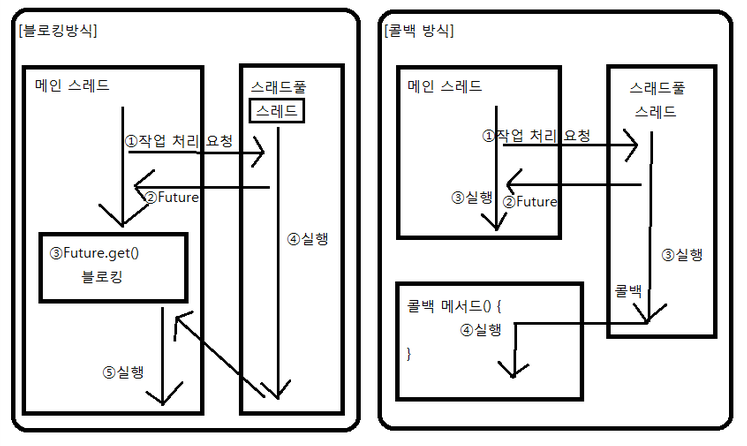 [블로킹방식]
메인 스레드
스래드풀
스레드
①작업 처리 요청
②Future
③Future.get()
블로킹
④실행
⑤실행
[콜백 방식]
메인 스레드
스래드풀
스레드
①작업 처리 요청
②Future
③실행
③실행
콜백
콜백 메서드() {
④실행
}